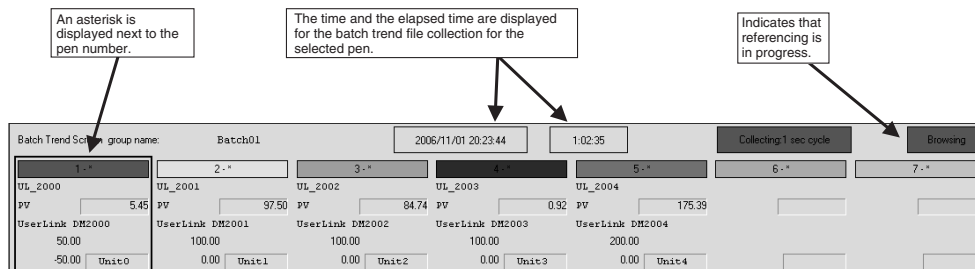 An asterisk is
displayed next to the
pen number.
The time and the elapsed time are displayed
for the batch trend file collection for the
selected pen.
Indicates that
referencing is
in progress.
Batch Trend Screen group name: Batch01 2006/11/01 20:23:44 1:02:35 Collecting:1 sec cycle Browsing
1 - * 2 - * 3 - * 4 - * 5 - * 6 - * 7 - *
UL_2000 UL_2001 UL_2002 UL_2003 UL_2004
PV 5.45 PV 97.50 PV 84.74 PV 0.92 PV 175.39
UserLink DM2000 UserLink DM2001 UserLink DM2002 UserLink DM2003 UserLink DM2004
50.00 100.00 100.00 100.00 200.00
-50.00 Unit0 0.00 Unit1 0.00 Unit2 0.00 Unit3 0.00 Unit4